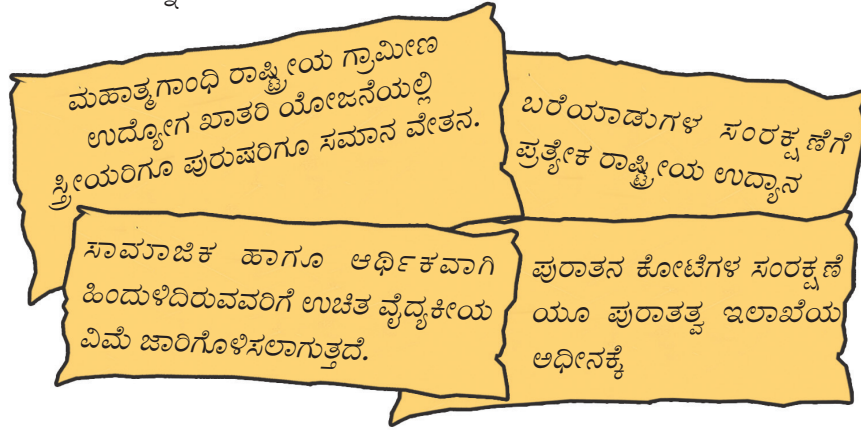 ಮಹಾತ್ಮಗಾಂಧಿ ರಾಷ್ಟ್ರೀಯ ಗ್ರಾಮೀಣ
ಉದ್ಯೋಗ ಖಾತರಿ ಯೋಜನೆಯಲ್ಲಿ
ಸ್ತ್ರೀಯರಿಗೂ ಪುರುಷರಿಗೂ ಸಮಾನ ವೇತನ.
ಬರೆಯಾಡುಗಳ ಸಂರಕ್ಷಣೆಗೆ
ಪ್ರತ್ಯೇಕ ರಾಷ್ಟ್ರೀಯ ಉದ್ಯಾನ
ಸಾಮಾಜಿಕ ಹಾಗೂ ಆರ್ಥಿಕವಾಗಿ
ಹಿಂದುಳಿದಿರುವವರಿಗೆ ಉಚಿತ ವೈದ್ಯಕೀಯ
ವಿಮೆ ಜಾರಿಗೊಳಿಸಲಾಗುತ್ತದೆ.
ಪುರಾತನ ಕೋಟೆಗಳ ಸಂರಕ್ಷಣೆ
ಯೂ ಪುರಾತತ್ವ ಇಲಾಖೆಯ
ಅಧೀನಕ್ಕೆ